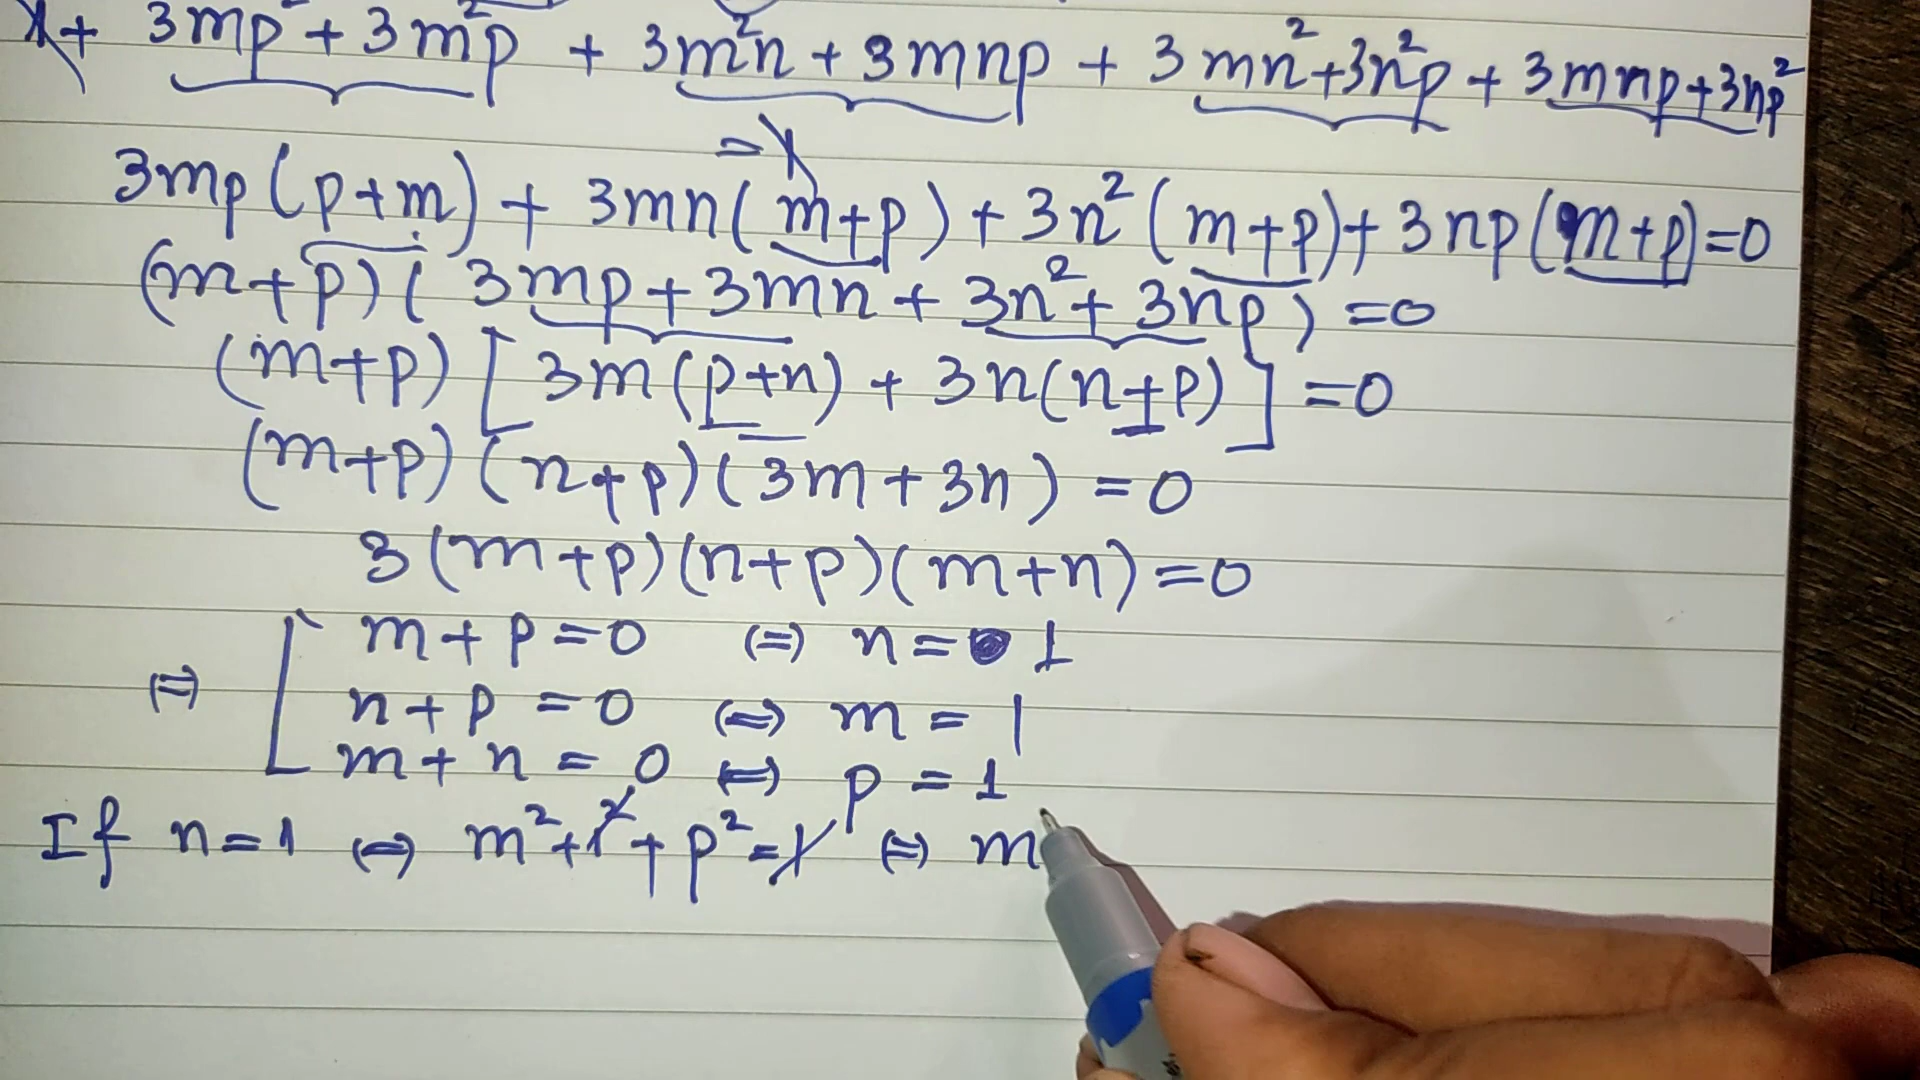 1 + 3mp² + 3m²p + 3m²n + 3mnp + 3mn² + 3n²p + 3mnp + 3np²
= 1
3mp(p+m) + 3mn(m+p) + 3n²(m+p) + 3np(m+p) = 0
(m+p)(3mp + 3mn + 3n² + 3np) = 0
(m+p)[3m(p+n) + 3n(n+p)] = 0
(m+p)(n+p)(3m+3n) = 0
3(m+p)(n+p)(m+n) = 0
⇔ [ m+p=0 ⇔ n=1
n+p=0 ⇔ m=1
m+n=0 ⇔ p=1
If n=1 ⇔ m²+1²+p²=1 ⇔ m